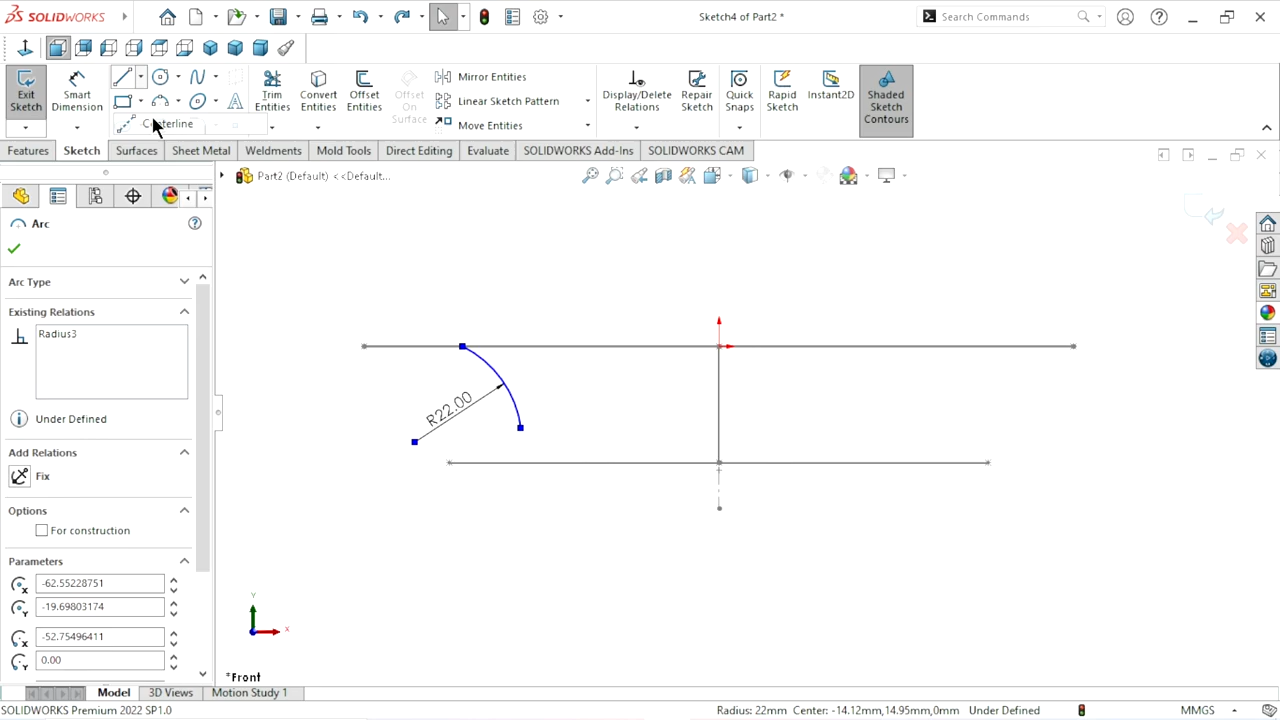 SOLIDWORKS
Sketch4 of Part2 *
Search Commands
Exit Sketch
Smart Dimension
Trim Entities
Convert Entities
Offset Entities
Offset On Surface
Mirror Entities
Linear Sketch Pattern
Move Entities
Display/Delete Relations
Repair Sketch
Quick Snaps
Rapid Sketch
Instant2D
Shaded Sketch Contours
Centerline
Features
Sketch
Surfaces
Sheet Metal
Weldments
Mold Tools
Direct Editing
Evaluate
SOLIDWORKS Add-Ins
SOLIDWORKS CAM
Part2 (Default) <<Default...
Arc
Arc Type
Existing Relations
Radius3
Under Defined
Add Relations
Fix
Options
For construction
Parameters
-62.55228751
-19.69803174
-52.75496411
0.00
R22.00
Y
X
*Front
Model
3D Views
Motion Study 1
SOLIDWORKS Premium 2022 SP1.0
Radius: 22mm Center: -14.12mm,14.95mm,0mm
Under Defined
MMGS